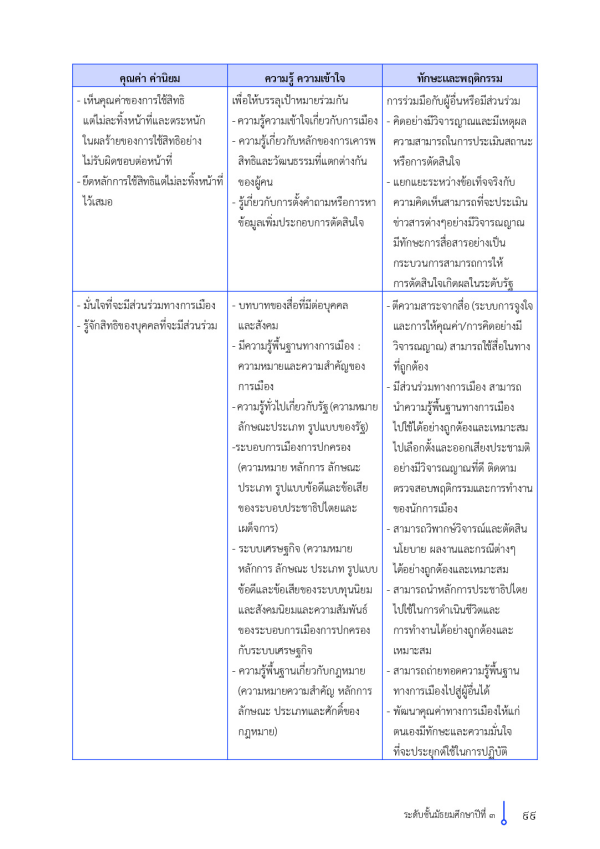 คุณค่า ค่านิยม
ความรู้ ความเข้าใจ
ทักษะและพฤติกรรม
- เห็นคุณค่าของการใช้สิทธิ
แต่ไม่ละทิ้งหน้าที่และตระหนัก
ในผลร้ายของการใช้สิทธิอย่าง
ไม่รับผิดชอบต่อหน้าที่
- ยึดหลักการใช้สิทธิแต่ไม่ละทิ้งหน้าที่
ไว้เสมอ
เพื่อให้บรรลุเป้าหมายร่วมกัน
- ความรู้ความเข้าใจเกี่ยวกับการเมือง
- ความรู้เกี่ยวกับหลักของการเคารพ
สิทธิและวัฒนธรรมที่แตกต่างกัน
ของผู้คน
- รู้เกี่ยวกับการตั้งคำถามหรือการหา
ข้อมูลเพิ่มประกอบการตัดสินใจ
การร่วมมือกับผู้อื่นหรือมีส่วนร่วม
- คิดอย่างมีวิจารณาณและมีเหตุผล
ความสามารถในการประเมินสถานะ
หรือการตัดสินใจ
- แยกแยะระหว่างข้อเท็จจริงกับ
ความคิดเห็นสามารถที่จะประเมิน
ข่าวสารต่างๆอย่างมีวิจารณญาณ
มีทักษะการสื่อสารอย่างเป็น
กระบวนการสามารถการให้
การตัดสินใจเกิดผลในระดับรัฐ
- มั่นใจที่จะมีส่วนร่วมทางการเมือง
- รู้จักสิทธิของบุคคลที่จะมีส่วนร่วม
- บทบาทของสื่อที่มีต่อบุคคล
และสังคม
- มีความรู้พื้นฐานทางการเมือง :
ความหมายและความสำคัญของ
การเมือง
- ความรู้ทั่วไปเกี่ยวกับรัฐ (ความหมาย
ลักษณะประเภท รูปแบบของรัฐ)
-ระบอบการเมืองการปกครอง
(ความหมาย หลักการ ลักษณะ
ประเภท รูปแบบข้อดีและข้อเสีย
ของระบอบประชาธิปไตยและ
เผด็จการ)
- ระบบเศรษฐกิจ (ความหมาย
หลักการ ลักษณะ ประเภท รูปแบบ
ข้อดีและข้อเสียของระบบทุนนิยม
และสังคมนิยมและความสัมพันธ์
ของระบอบการเมืองการปกครอง
กับระบบเศรษฐกิจ
- ความรู้พื้นฐานเกี่ยวกับกฎหมาย
(ความหมายความสำคัญ หลักการ
ลักษณะ ประเภทและศักดิ์ของ
กฎหมาย)
- ตีความสาระจากสื่อ (ระบบการจูงใจ
และการให้คุณค่า/การคิดอย่างมี
วิจารณญาณ) สามารถใช้สื่อในทาง
ที่ถูกต้อง
- มีส่วนร่วมทางการเมือง สามารถ
นำความรู้พื้นฐานทางการเมือง
ไปใช้ได้อย่างถูกต้องและเหมาะสม
ไปเลือกตั้งและออกเสียงประชามติ
อย่างมีวิจารณญาณที่ดี ติดตาม
ตรวจสอบพฤติกรรมและการทำงาน
ของนักการเมือง
- สามารถวิพากษ์วิจารณ์และตัดสิน
นโยบาย ผลงานและกรณีต่างๆ
ได้อย่างถูกต้องและเหมาะสม
- สามารถนำหลักการประชาธิปไตย
ไปใช้ในการดำเนินชีวิตและ
การทำงานได้อย่างถูกต้องและ
เหมาะสม
- สามารถถ่ายทอดความรู้พื้นฐาน
ทางการเมืองไปสู่ผู้อื่นได้
- พัฒนาคุณค่าทางการเมืองให้แก่
ตนเองมีทักษะและความมั่นใจ
ที่จะประยุกต์ใช้ในการปฏิบัติ
ระดับชั้นมัธยมศึกษาปีที่ ๓
๕๕